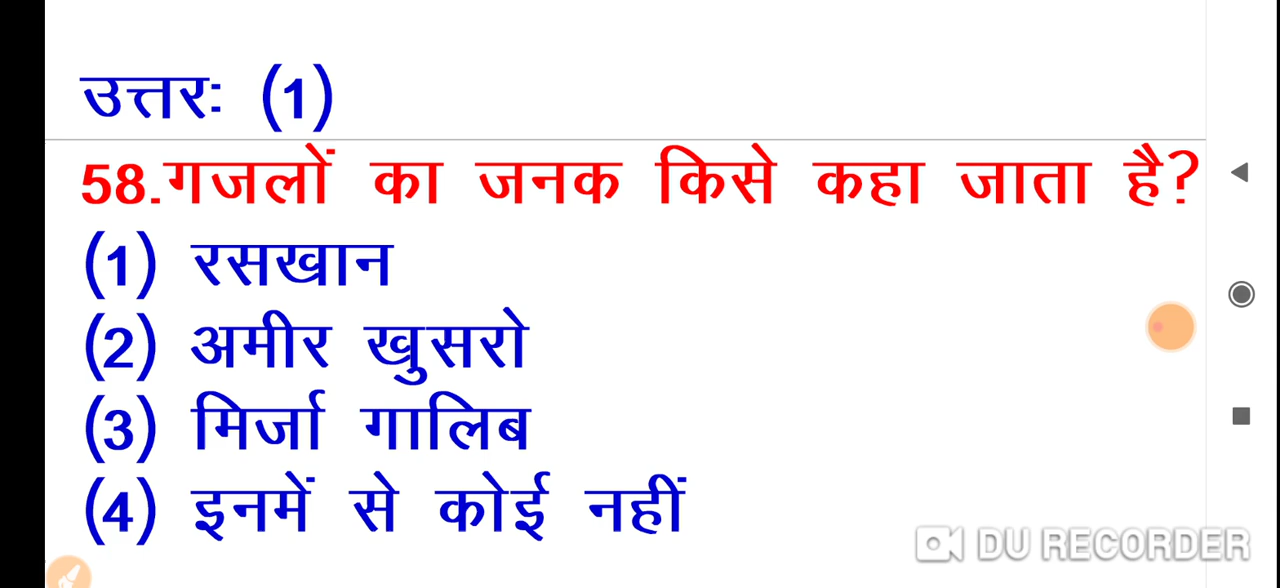 उत्तरः (1)
58.गजलों का जनक किसे कहा जाता है?
(1) रसखान
(2) अमीर खुसरो
(3) मिर्जा गालिब
(4) इनमें से कोई नहीं
DU RECORDER